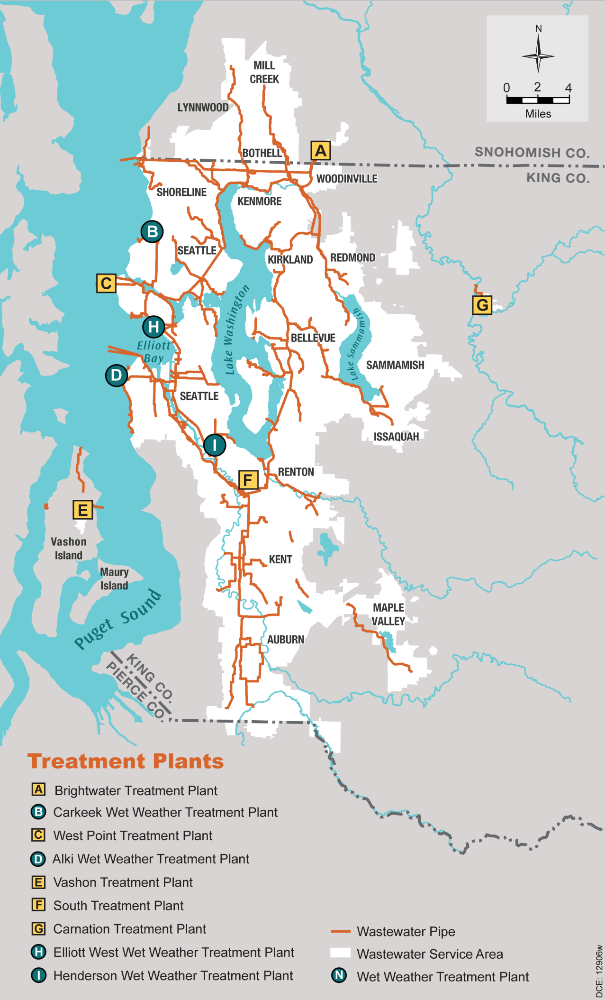 N
0 2 4
Miles
MILL
CREEK
LYNNWOOD
BOTHELL
A
SNOHOMISH CO.
KING CO.
WOODINVILLE
SHORELINE
KENMORE
B
SEATTLE
KIRKLAND
REDMOND
C
G
Lake Washington
Lake Sammamish
H
BELLEVUE
Elliott
Bay
SAMMAMISH
D
SEATTLE
ISSAQUAH
I
RENTON
F
E
Vashon
Island
KENT
Maury
Island
Puget Sound
MAPLE
VALLEY
AUBURN
KING CO.
PIERCE CO.
Treatment Plants
A Brightwater Treatment Plant
B Carkeek Wet Weather Treatment Plant
C West Point Treatment Plant
D Alki Wet Weather Treatment Plant
E Vashon Treatment Plant
F South Treatment Plant
G Carnation Treatment Plant
H Elliott West Wet Weather Treatment Plant
I Henderson Wet Weather Treatment Plant
Wastewater Pipe
Wastewater Service Area
N Wet Weather Treatment Plant
DCE: 12906w